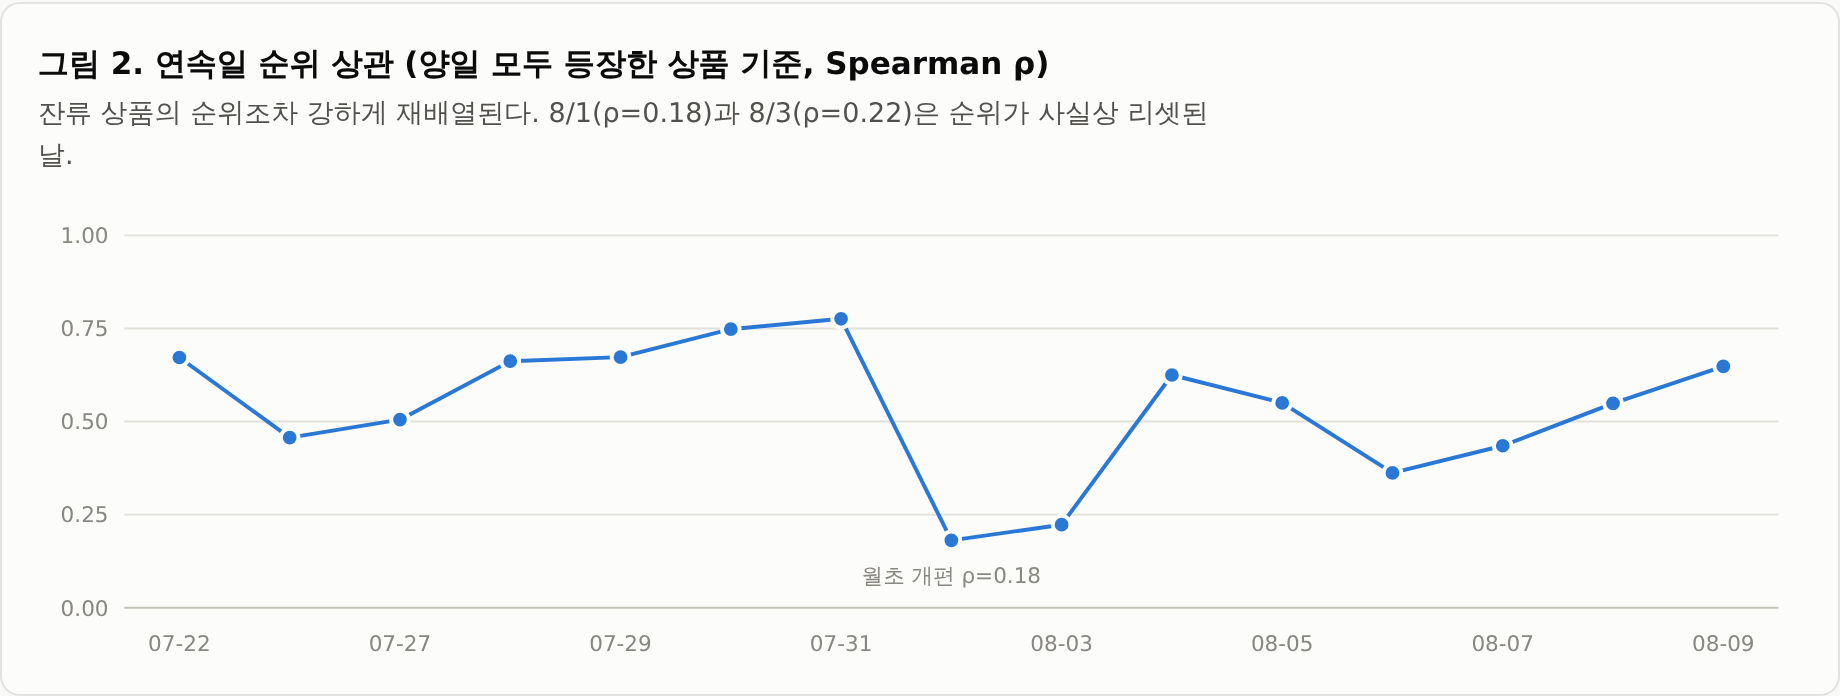 그림 2. 연속일 순위 상관 (양일 모두 등장한 상품 기준, Spearman ρ)
잔류 상품의 순위조차 강하게 재배열된다. 8/1(ρ=0.18)과 8/3(ρ=0.22)은 순위가 사실상 리셋된
날.
1.00
0.75
0.50
0.25
월초 개편 ρ=0.18
0.00
07-22 07-27 07-29 07-31 08-03 08-05 08-07 08-09